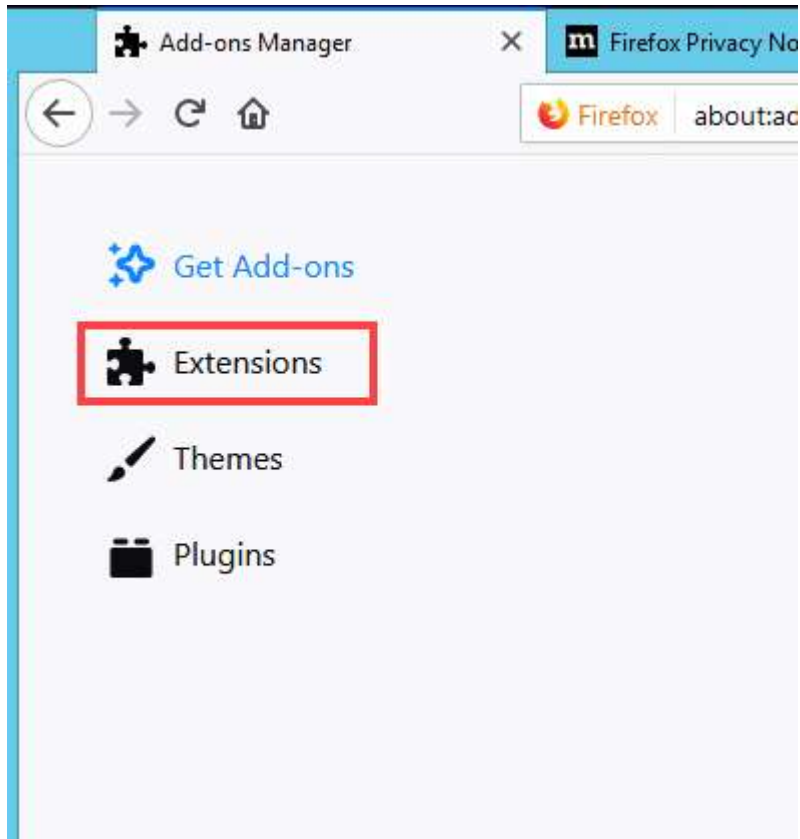 Add-ons Manager
Firefox Privacy No
Firefox about:ad
Get Add-ons
Extensions
Themes
Plugins